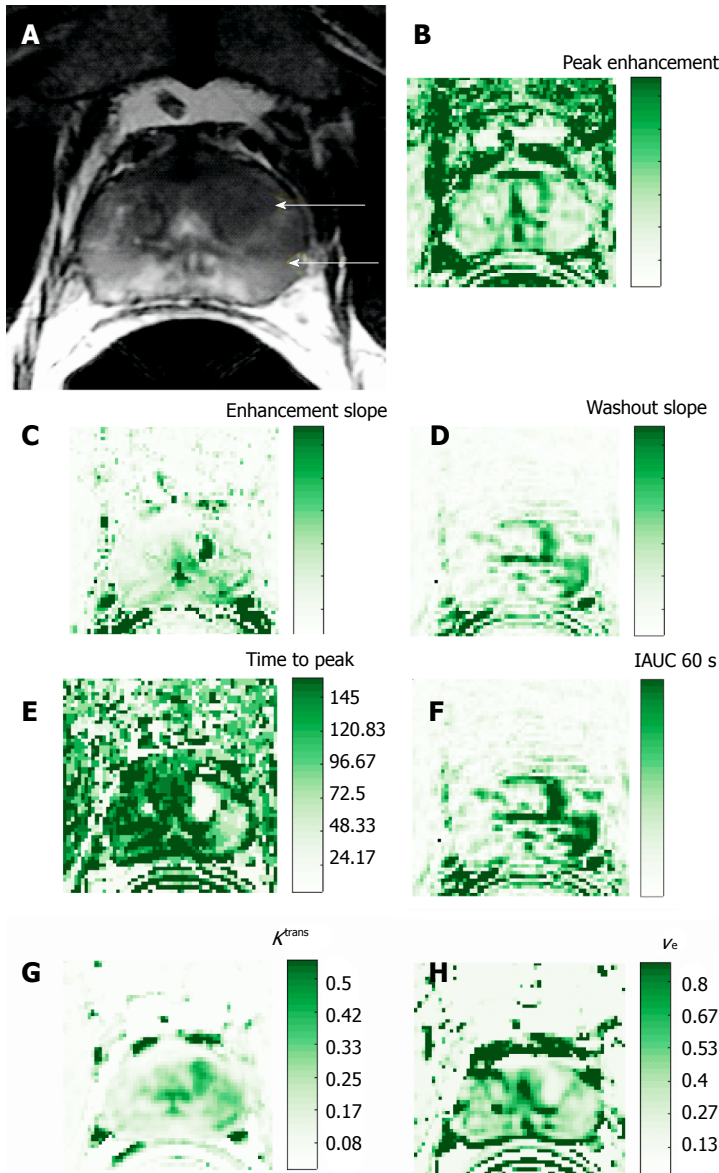 A
B
Peak enhancement
Enhancement slope
C
Washout slope
D
Time to peak
E
145
120.83
96.67
72.5
48.33
24.17
IAUC 60 s
F
G
K^trans
0.5
0.42
0.33
0.25
0.17
0.08
H
v_e
0.8
0.67
0.53
0.4
0.27
0.13